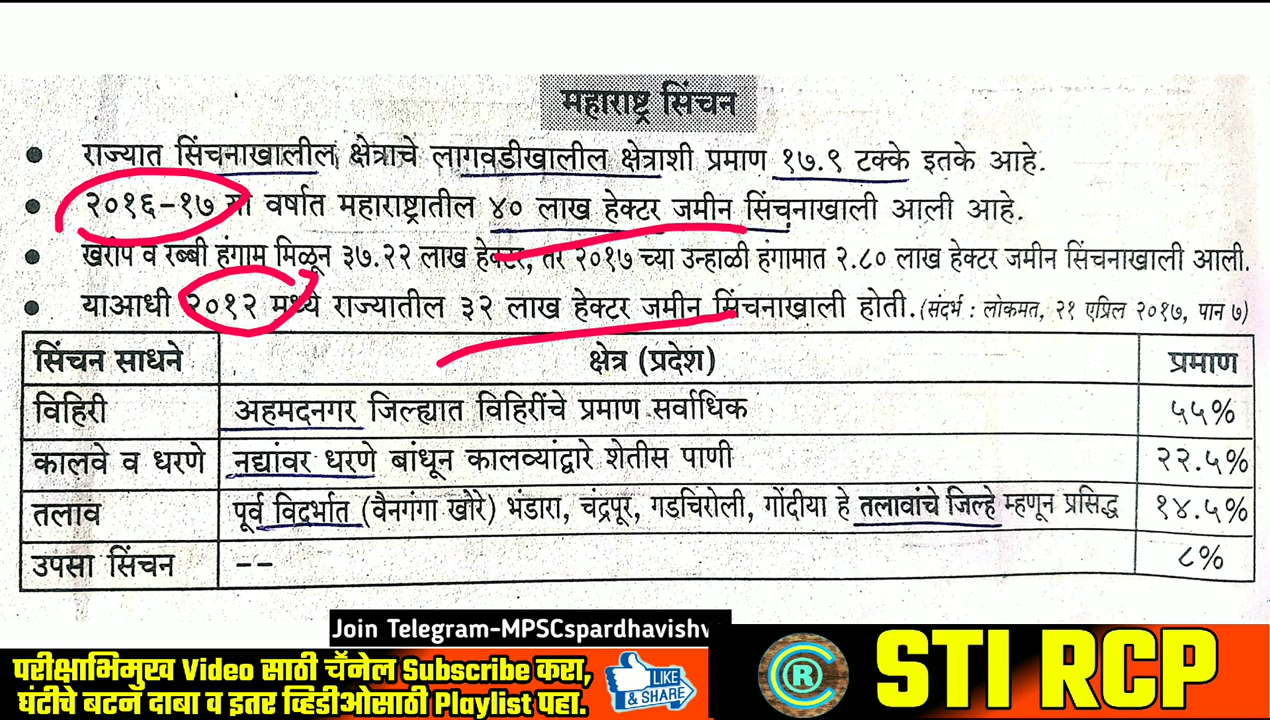 महाराष्ट्र सिंचन
• राज्यात सिंचनाखालील क्षेत्राचे लागवडीखालील क्षेत्राशी प्रमाण १७.९ टक्के इतके आहे.
• २०१६-१७ या वर्षात महाराष्ट्रातील ४० लाख हेक्टर जमीन सिंचनाखाली आली आहे.
• खरीप व रब्बी हंगाम मिळून ३७.२२ लाख हेक्टर, तर २०१७ च्या उन्हाळी हंगामात २.८० लाख हेक्टर जमीन सिंचनाखाली आली.
• याआधी २०१२ मध्ये राज्यातील ३२ लाख हेक्टर जमीन सिंचनाखाली होती. (संदर्भ : लोकमत, २१ एप्रिल २०१७, पान ७)
सिंचन साधने क्षेत्र (प्रदेश) प्रमाण
विहिरी अहमदनगर जिल्ह्यात विहिरींचे प्रमाण सर्वाधिक ५५%
कालवे व धरणे नद्यांवर धरणे बांधून कालव्यांद्वारे शेतीस पाणी २२.५%
तलाव पूर्व विदर्भात (वैनगंगा खोरे) भंडारा, चंद्रपूर, गडचिरोली, गोंदीया हे तलावांचे जिल्हे म्हणून प्रसिद्ध १४.५%
उपसा सिंचन -- ८%
Join Telegram-MPSCspardhavishv
परीक्षाभिमुख Video साठी चॅनेल Subscribe करा,
घंटीचे बटन दाबा व इतर व्हिडीओसाठी Playlist पहा.
LIKE
& SHARE
R
STI RCP